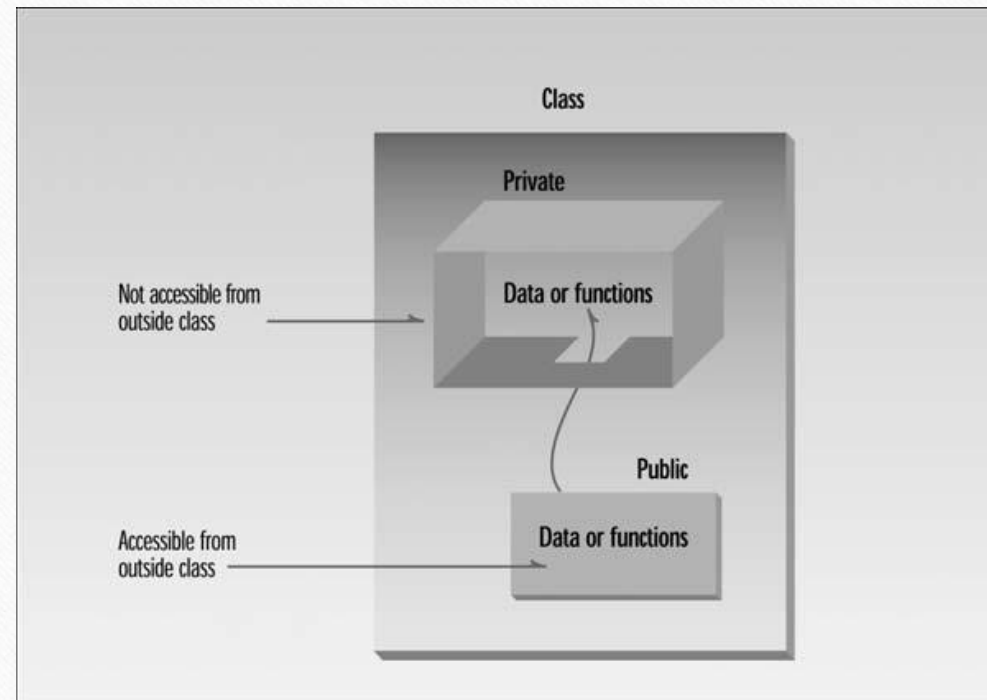 Class
Private
Not accessible from
outside class
Data or functions
Public
Accessible from
outside class
Data or functions